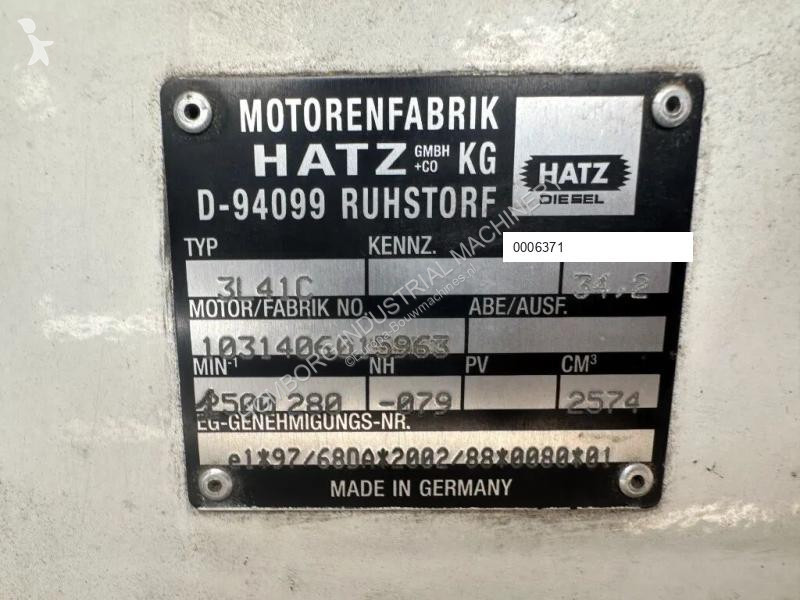 MOTORENFABRIK
HATZ GMBH +CO KG
D-94099 RUHSTORF
HATZ
DIESEL
TYP KENNZ.
0006371
3L41C 34,2
MOTOR/FABRIK NO. ABE/AUSF.
MIN-1 NH PV CM³
280 -079 2574
EG-GENEHMIGUNGS-NR.
e1*97/68DA*2002/88*0080*01
MADE IN GERMANY